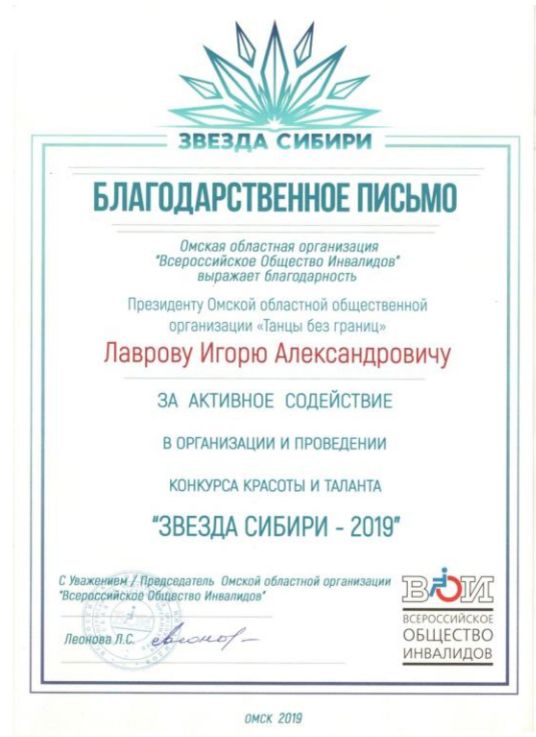 ЗВЕЗДА СИБИРИ
БЛАГОДАРСТВЕННОЕ ПИСЬМО
Омская областная организация
"Всероссийское Общество Инвалидов"
выражает благодарность
Президенту Омской областной общественной
организации «Танцы без границ»
Лаврову Игорю Александровичу
ЗА АКТИВНОЕ СОДЕЙСТВИЕ
В ОРГАНИЗАЦИИ И ПРОВЕДЕНИИ
КОНКУРСА КРАСОТЫ И ТАЛАНТА
"ЗВЕЗДА СИБИРИ - 2019"
С Уважением / Председатель Омской областной организации
"Всероссийское Общество Инвалидов"
Леонова Л.С.
ВОИ
ВСЕРОССИЙСКОЕ
ОБЩЕСТВО
ИНВАЛИДОВ
ОМСК 2019